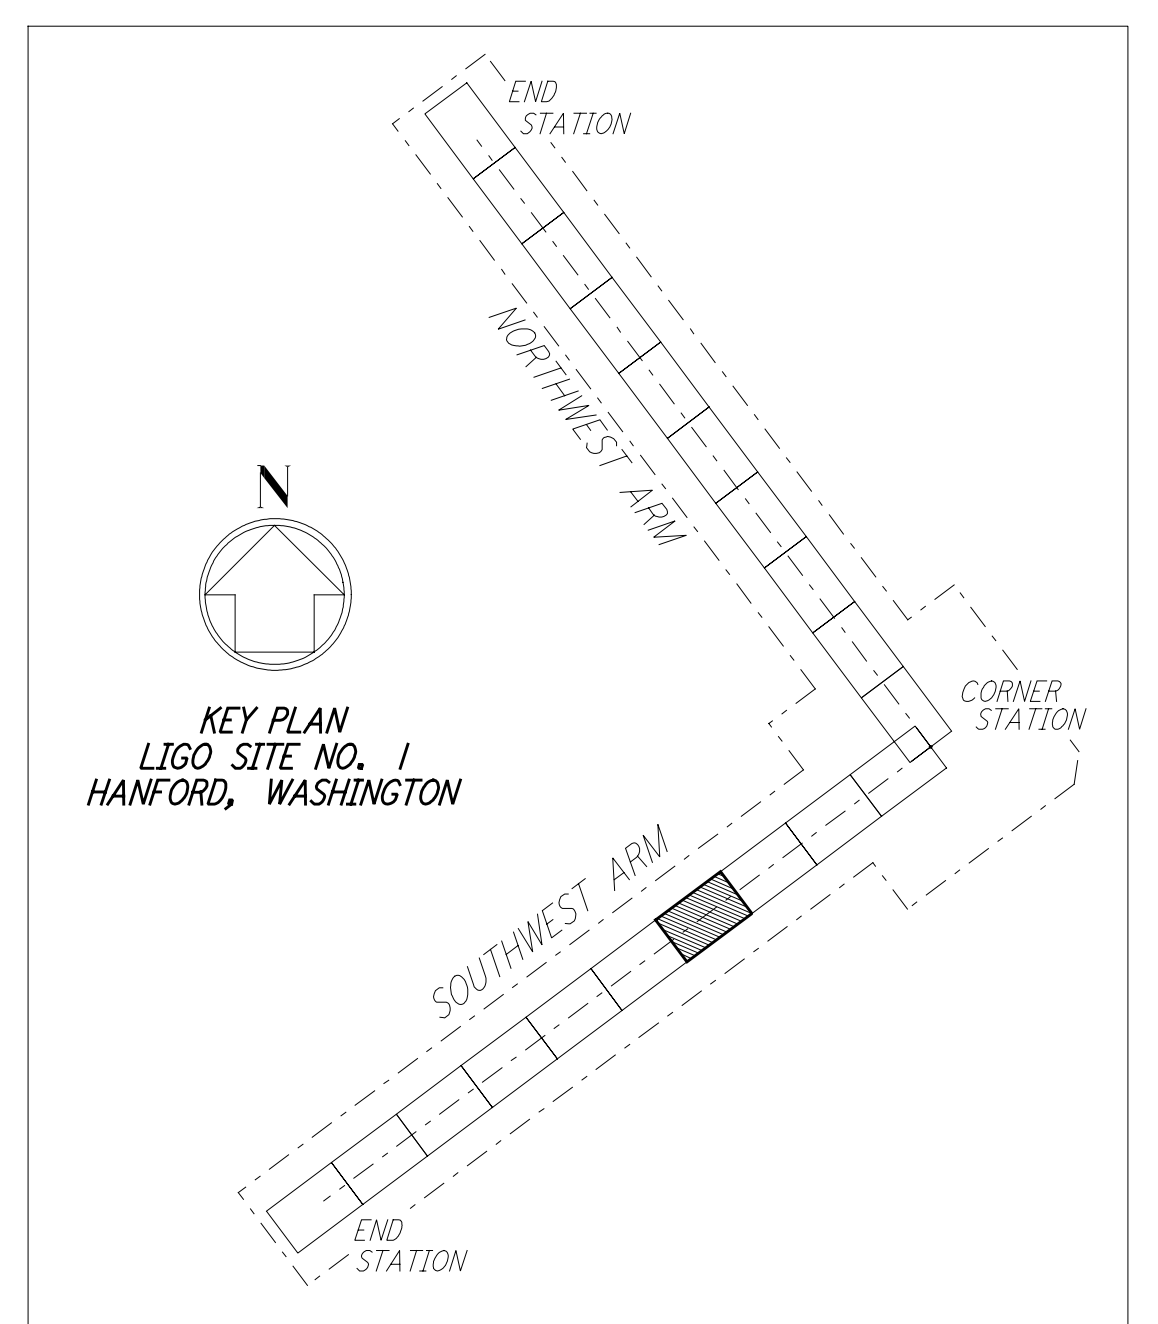 END
STATION
NORTHWEST ARM
N
KEY PLAN
LIGO SITE NO. 1
HANFORD, WASHINGTON
CORNER
STATION
SOUTHWEST ARM
END
STATION